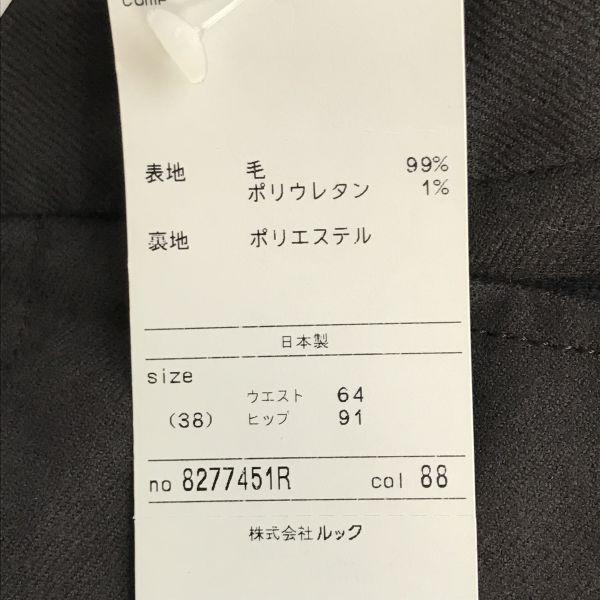 comp
表地 毛 99%
ポリウレタン 1%
裏地 ポリエステル
日本製
size
ウエスト 64
(38) ヒップ 91
no 8277451R col 88
株式会社ルック